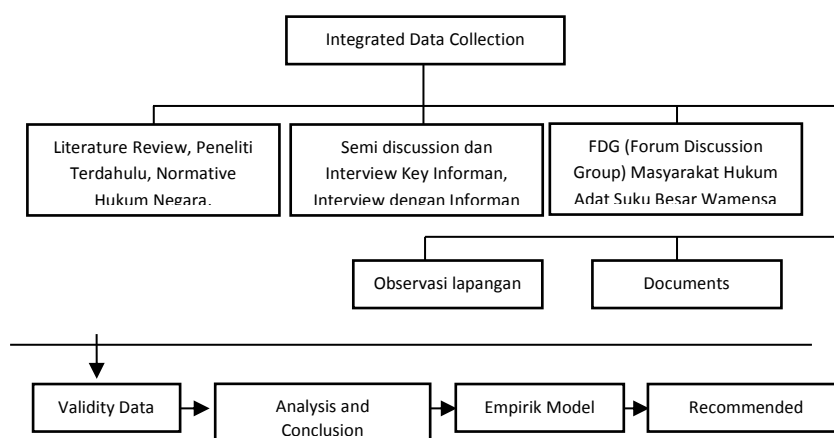 Integrated Data Collection
Literature Review, Peneliti
Terdahulu, Normative
Hukum Negara,
Semi discussion dan
Interview Key Informan,
Interview dengan Informan
FDG (Forum Discussion
Group) Masyarakat Hukum
Adat Suku Besar Wamensa
Observasi lapangan
Documents
Validity Data
Analysis and
Conclusion
Empirik Model
Recommended